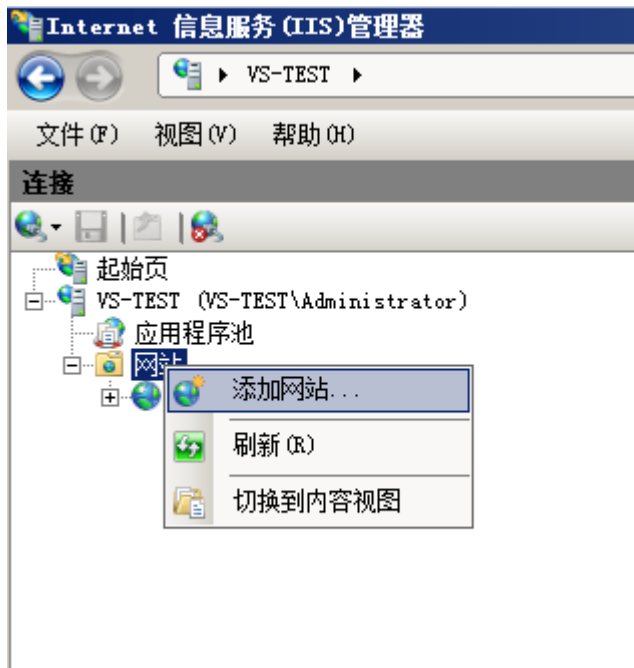 Internet 信息服务(IIS)管理器
VS-TEST
文件(F) 视图(V) 帮助(H)
连接
起始页
VS-TEST (VS-TEST\Administrator)
应用程序池
网站
添加网站...
刷新(R)
切换到内容视图